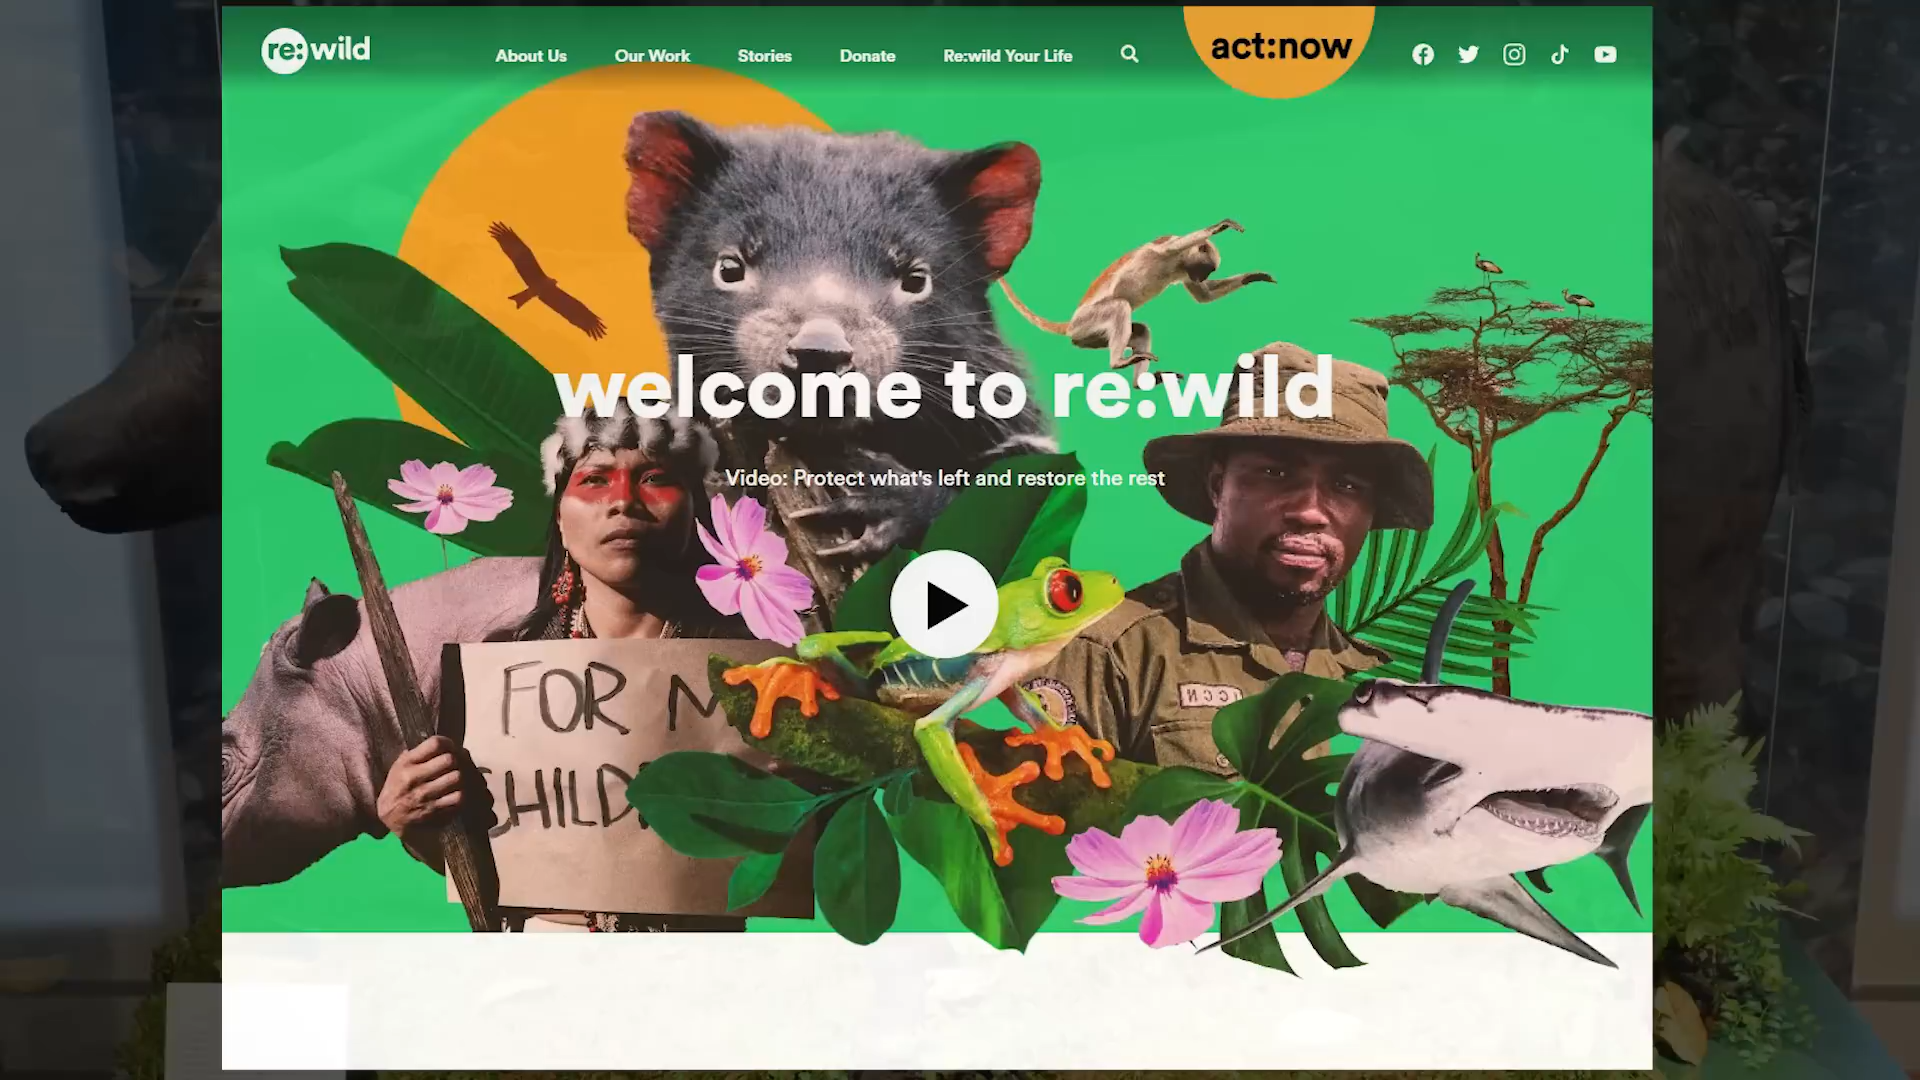 re:wild
About Us
Our Work
Stories
Donate
Re:wild Your Life
act:now
welcome to re:wild
Video: Protect what's left and restore the rest
FOR M
CHILD